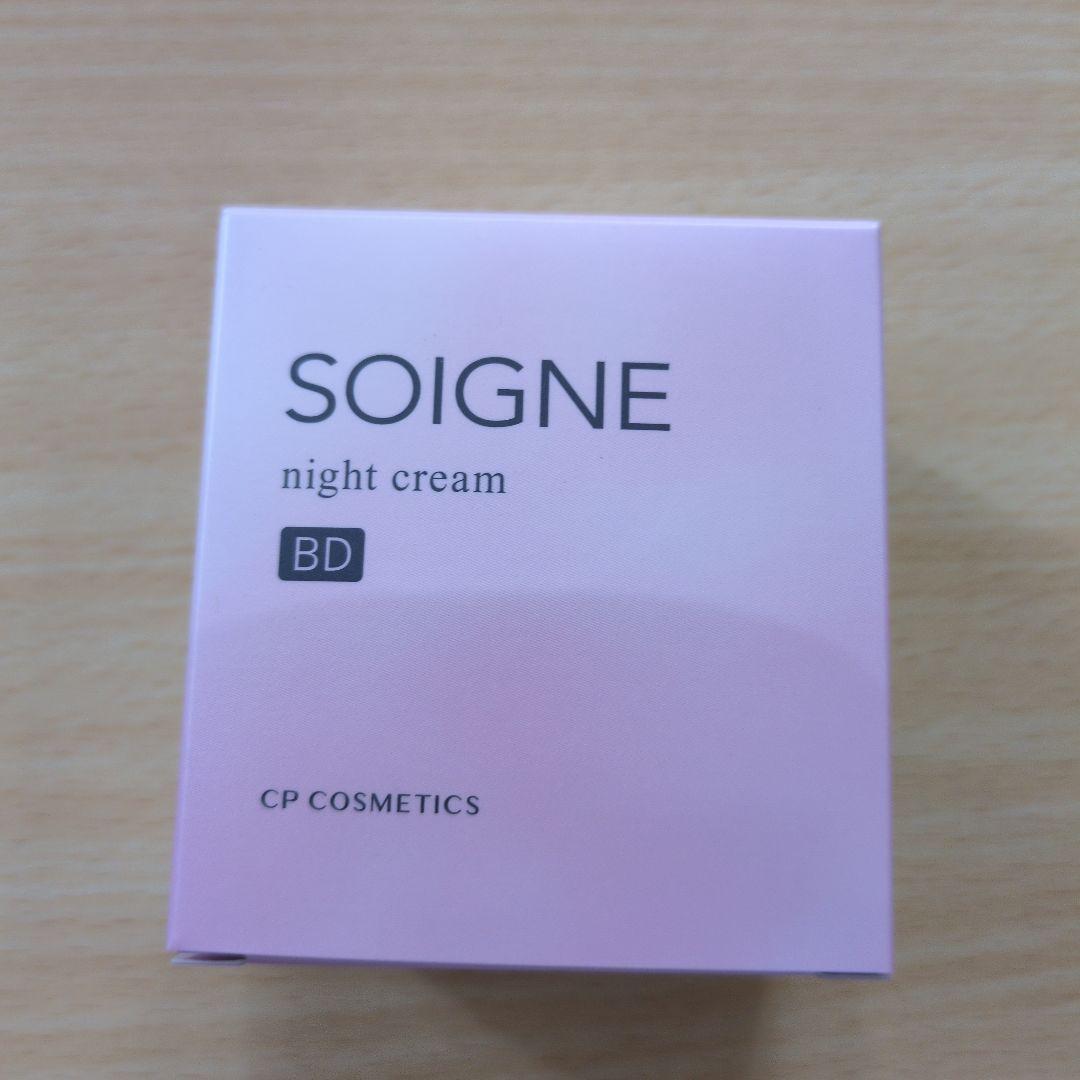 SOIGNE
night cream
BD
CP COSMETICS